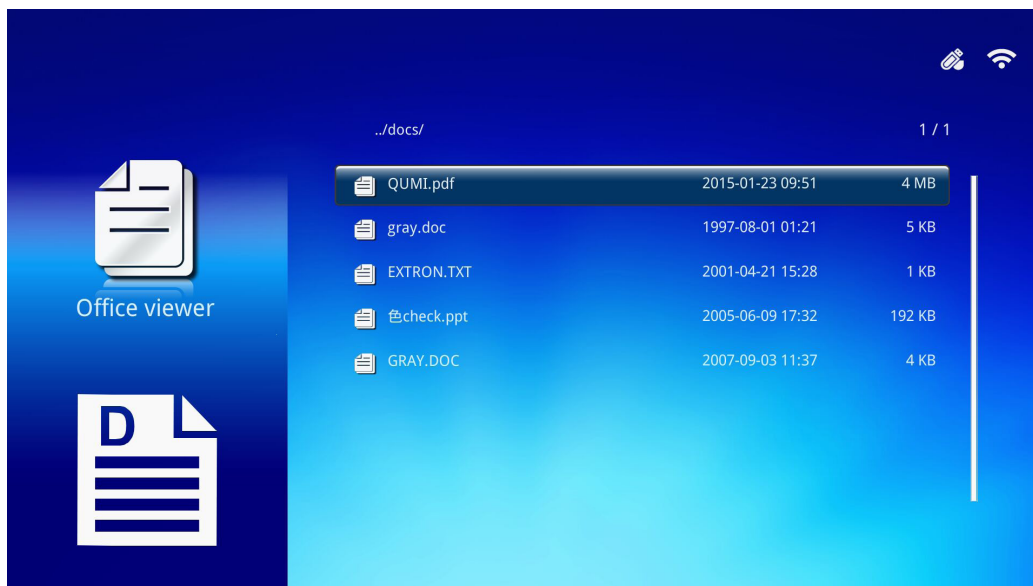 ../docs/ 1 / 1
QUMI.pdf 2015-01-23 09:51 4 MB
gray.doc 1997-08-01 01:21 5 KB
EXTRON.TXT 2001-04-21 15:28 1 KB
色check.ppt 2005-06-09 17:32 192 KB
GRAY.DOC 2007-09-03 11:37 4 KB
Office viewer
D